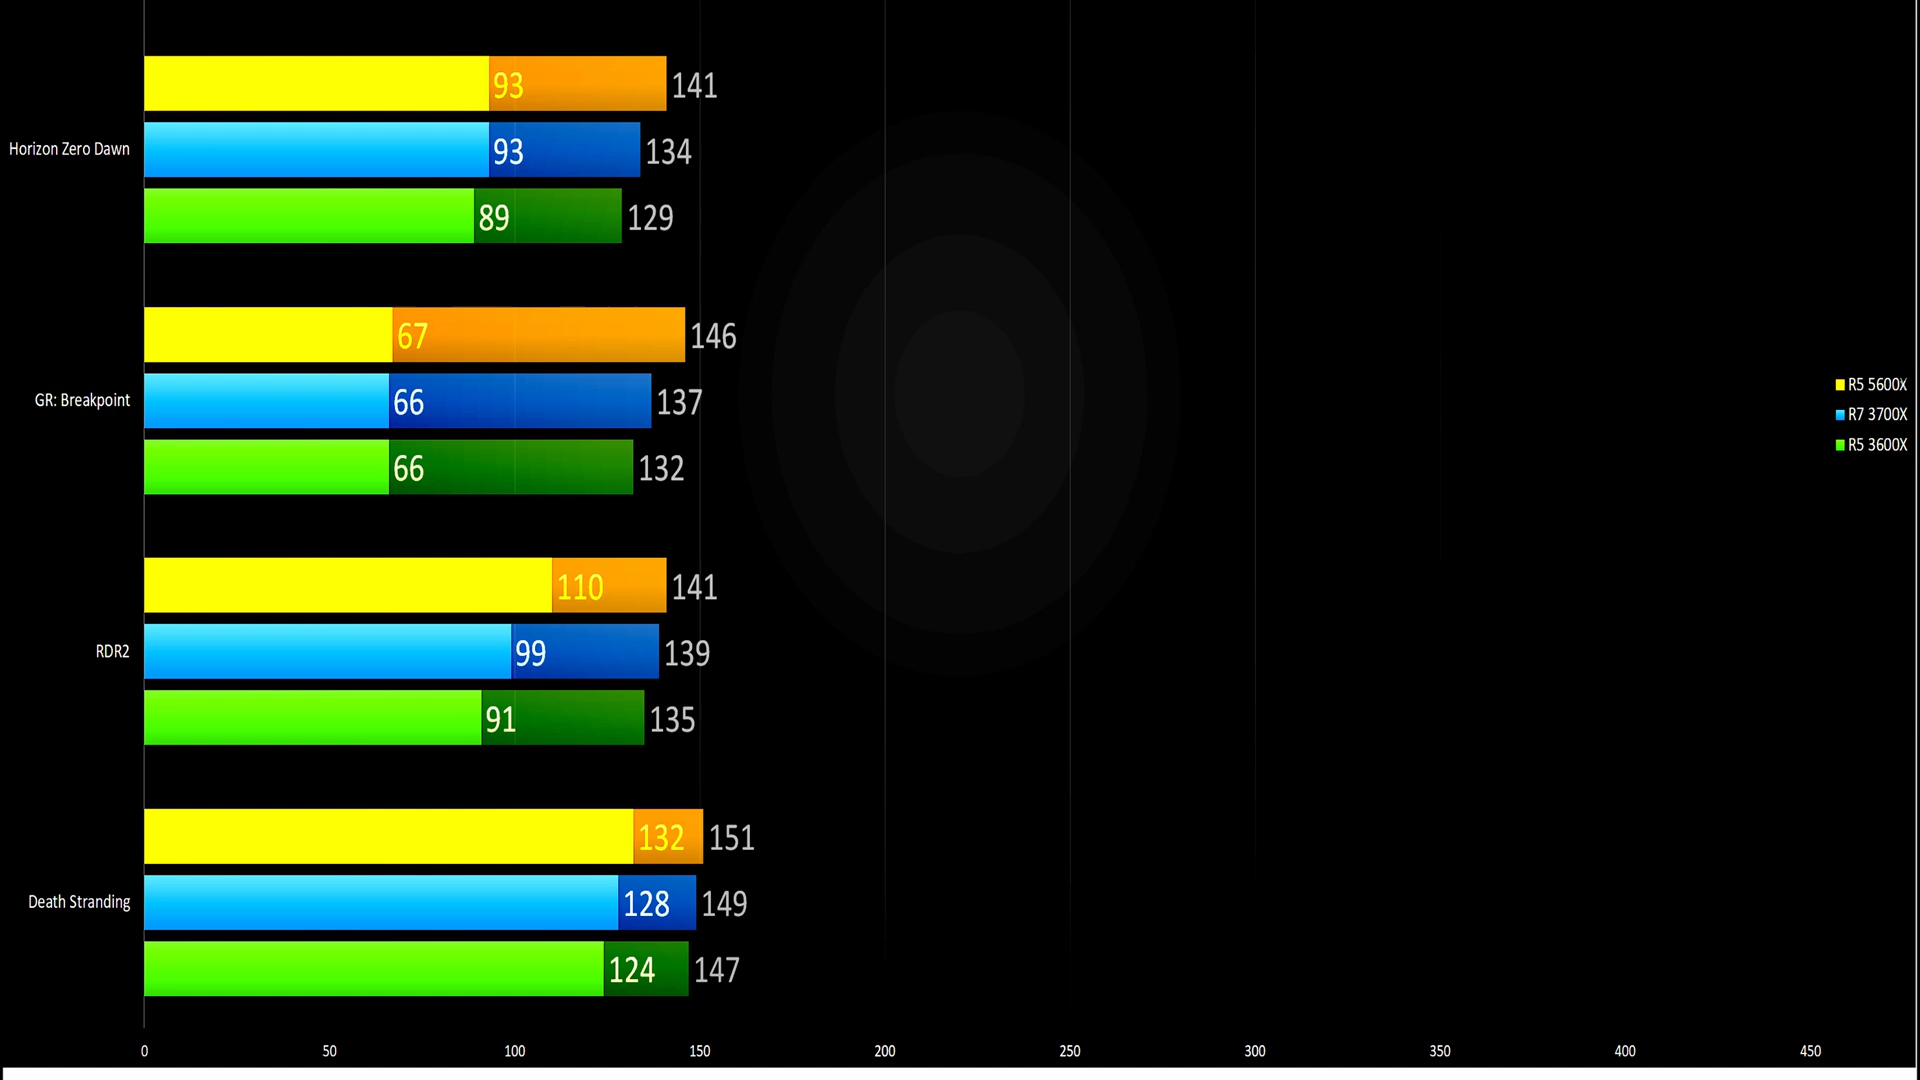 93 141
Horizon Zero Dawn 93 134
89 129
67 146
GR: Breakpoint 66 137
66 132
110 141
RDR2 99 139
91 135
132 151
Death Stranding 128 149
124 147
0 50 100 150 200 250 300 350 400 450
R5 5600X
R7 3700X
R5 3600X